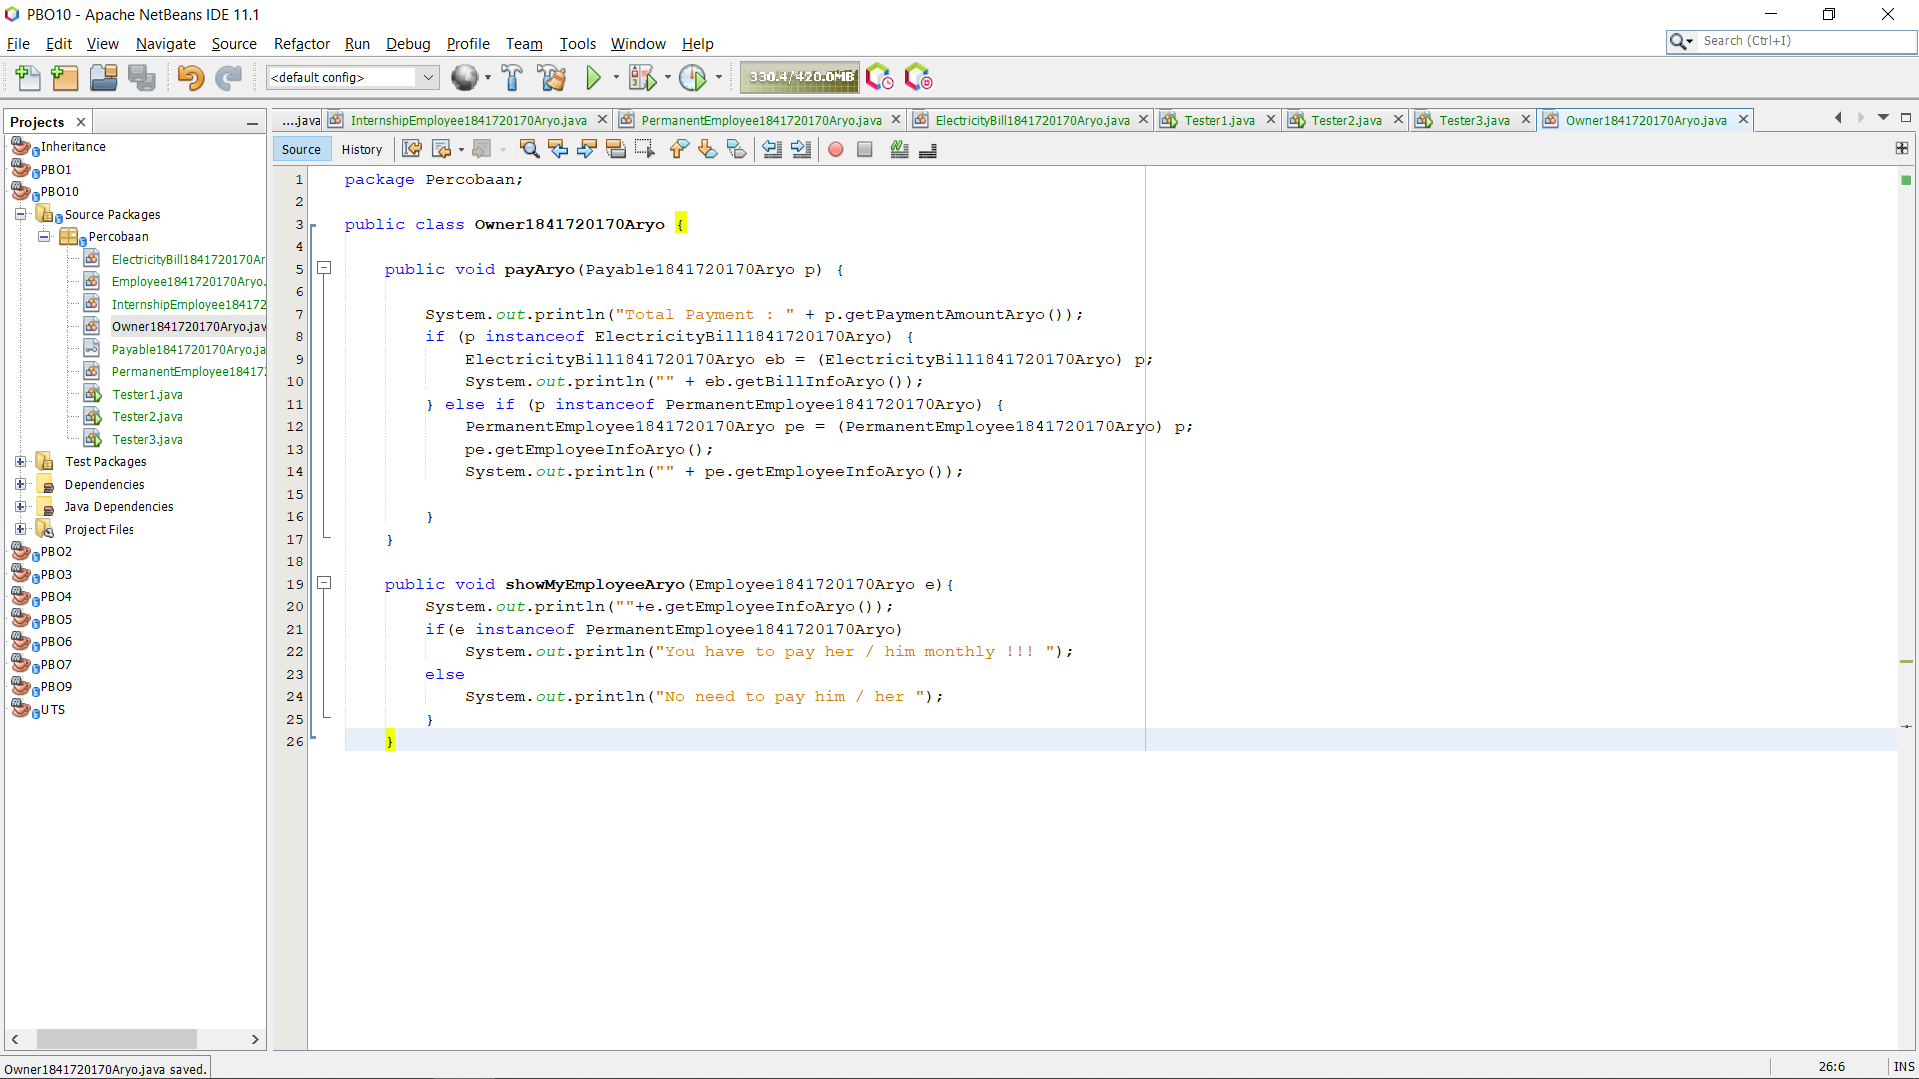 PBO10 - Apache NetBeans IDE 11.1
File Edit View Navigate Source Refactor Run Debug Profile Team Tools Window Help
Search (Ctrl+I)
<default config>
330.4/420.0MB
Projects
Inheritance
PBO1
PBO10
Source Packages
Percobaan
ElectricityBill1841720170Ar
Employee1841720170Aryo.
InternshipEmployee184172
Owner1841720170Aryo.jav
Payable1841720170Aryo.ja
PermanentEmployee184172
Tester1.java
Tester2.java
Tester3.java
Test Packages
Dependencies
Java Dependencies
Project Files
PBO2
PBO3
PBO4
PBO5
PBO6
PBO7
PBO9
UTS
....java InternshipEmployee1841720170Aryo.java PermanentEmployee1841720170Aryo.java ElectricityBill1841720170Aryo.java Tester1.java Tester2.java Tester3.java Owner1841720170Aryo.java
Source History
1 package Percobaan;
2
3 public class Owner1841720170Aryo {
4
5 public void payAryo(Payable1841720170Aryo p) {
6
7 System.out.println("Total Payment : " + p.getPaymentAmountAryo());
8 if (p instanceof ElectricityBill1841720170Aryo) {
9 ElectricityBill1841720170Aryo eb = (ElectricityBill1841720170Aryo) p;
10 System.out.println("" + eb.getBillInfoAryo());
11 } else if (p instanceof PermanentEmployee1841720170Aryo) {
12 PermanentEmployee1841720170Aryo pe = (PermanentEmployee1841720170Aryo) p;
13 pe.getEmployeeInfoAryo();
14 System.out.println("" + pe.getEmployeeInfoAryo());
15
16 }
17 }
18
19 public void showMyEmployeeAryo(Employee1841720170Aryo e){
20 System.out.println(""+e.getEmployeeInfoAryo());
21 if(e instanceof PermanentEmployee1841720170Aryo)
22 System.out.println("You have to pay her / him monthly !!! ");
23 else
24 System.out.println("No need to pay him / her ");
25 }
26 }
Owner1841720170Aryo.java saved.
26:6 INS